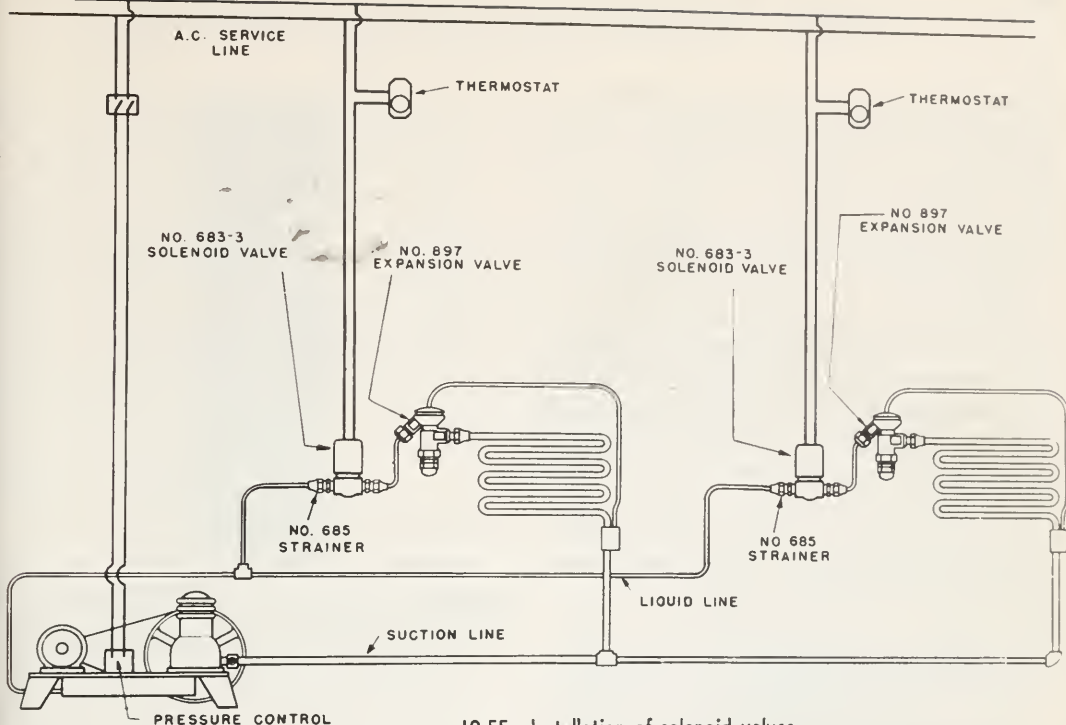 A.C. SERVICE
LINE
THERMOSTAT
THERMOSTAT
NO. 683-3
SOLENOID VALVE
NO. 897
EXPANSION VALVE
NO. 683-3
SOLENOID VALVE
NO 897
EXPANSION VALVE
NO. 685
STRAINER
NO 685
STRAINER
LIQUID LINE
SUCTION LINE
PRESSURE CONTROL
19-55. Installation of solenoid valves